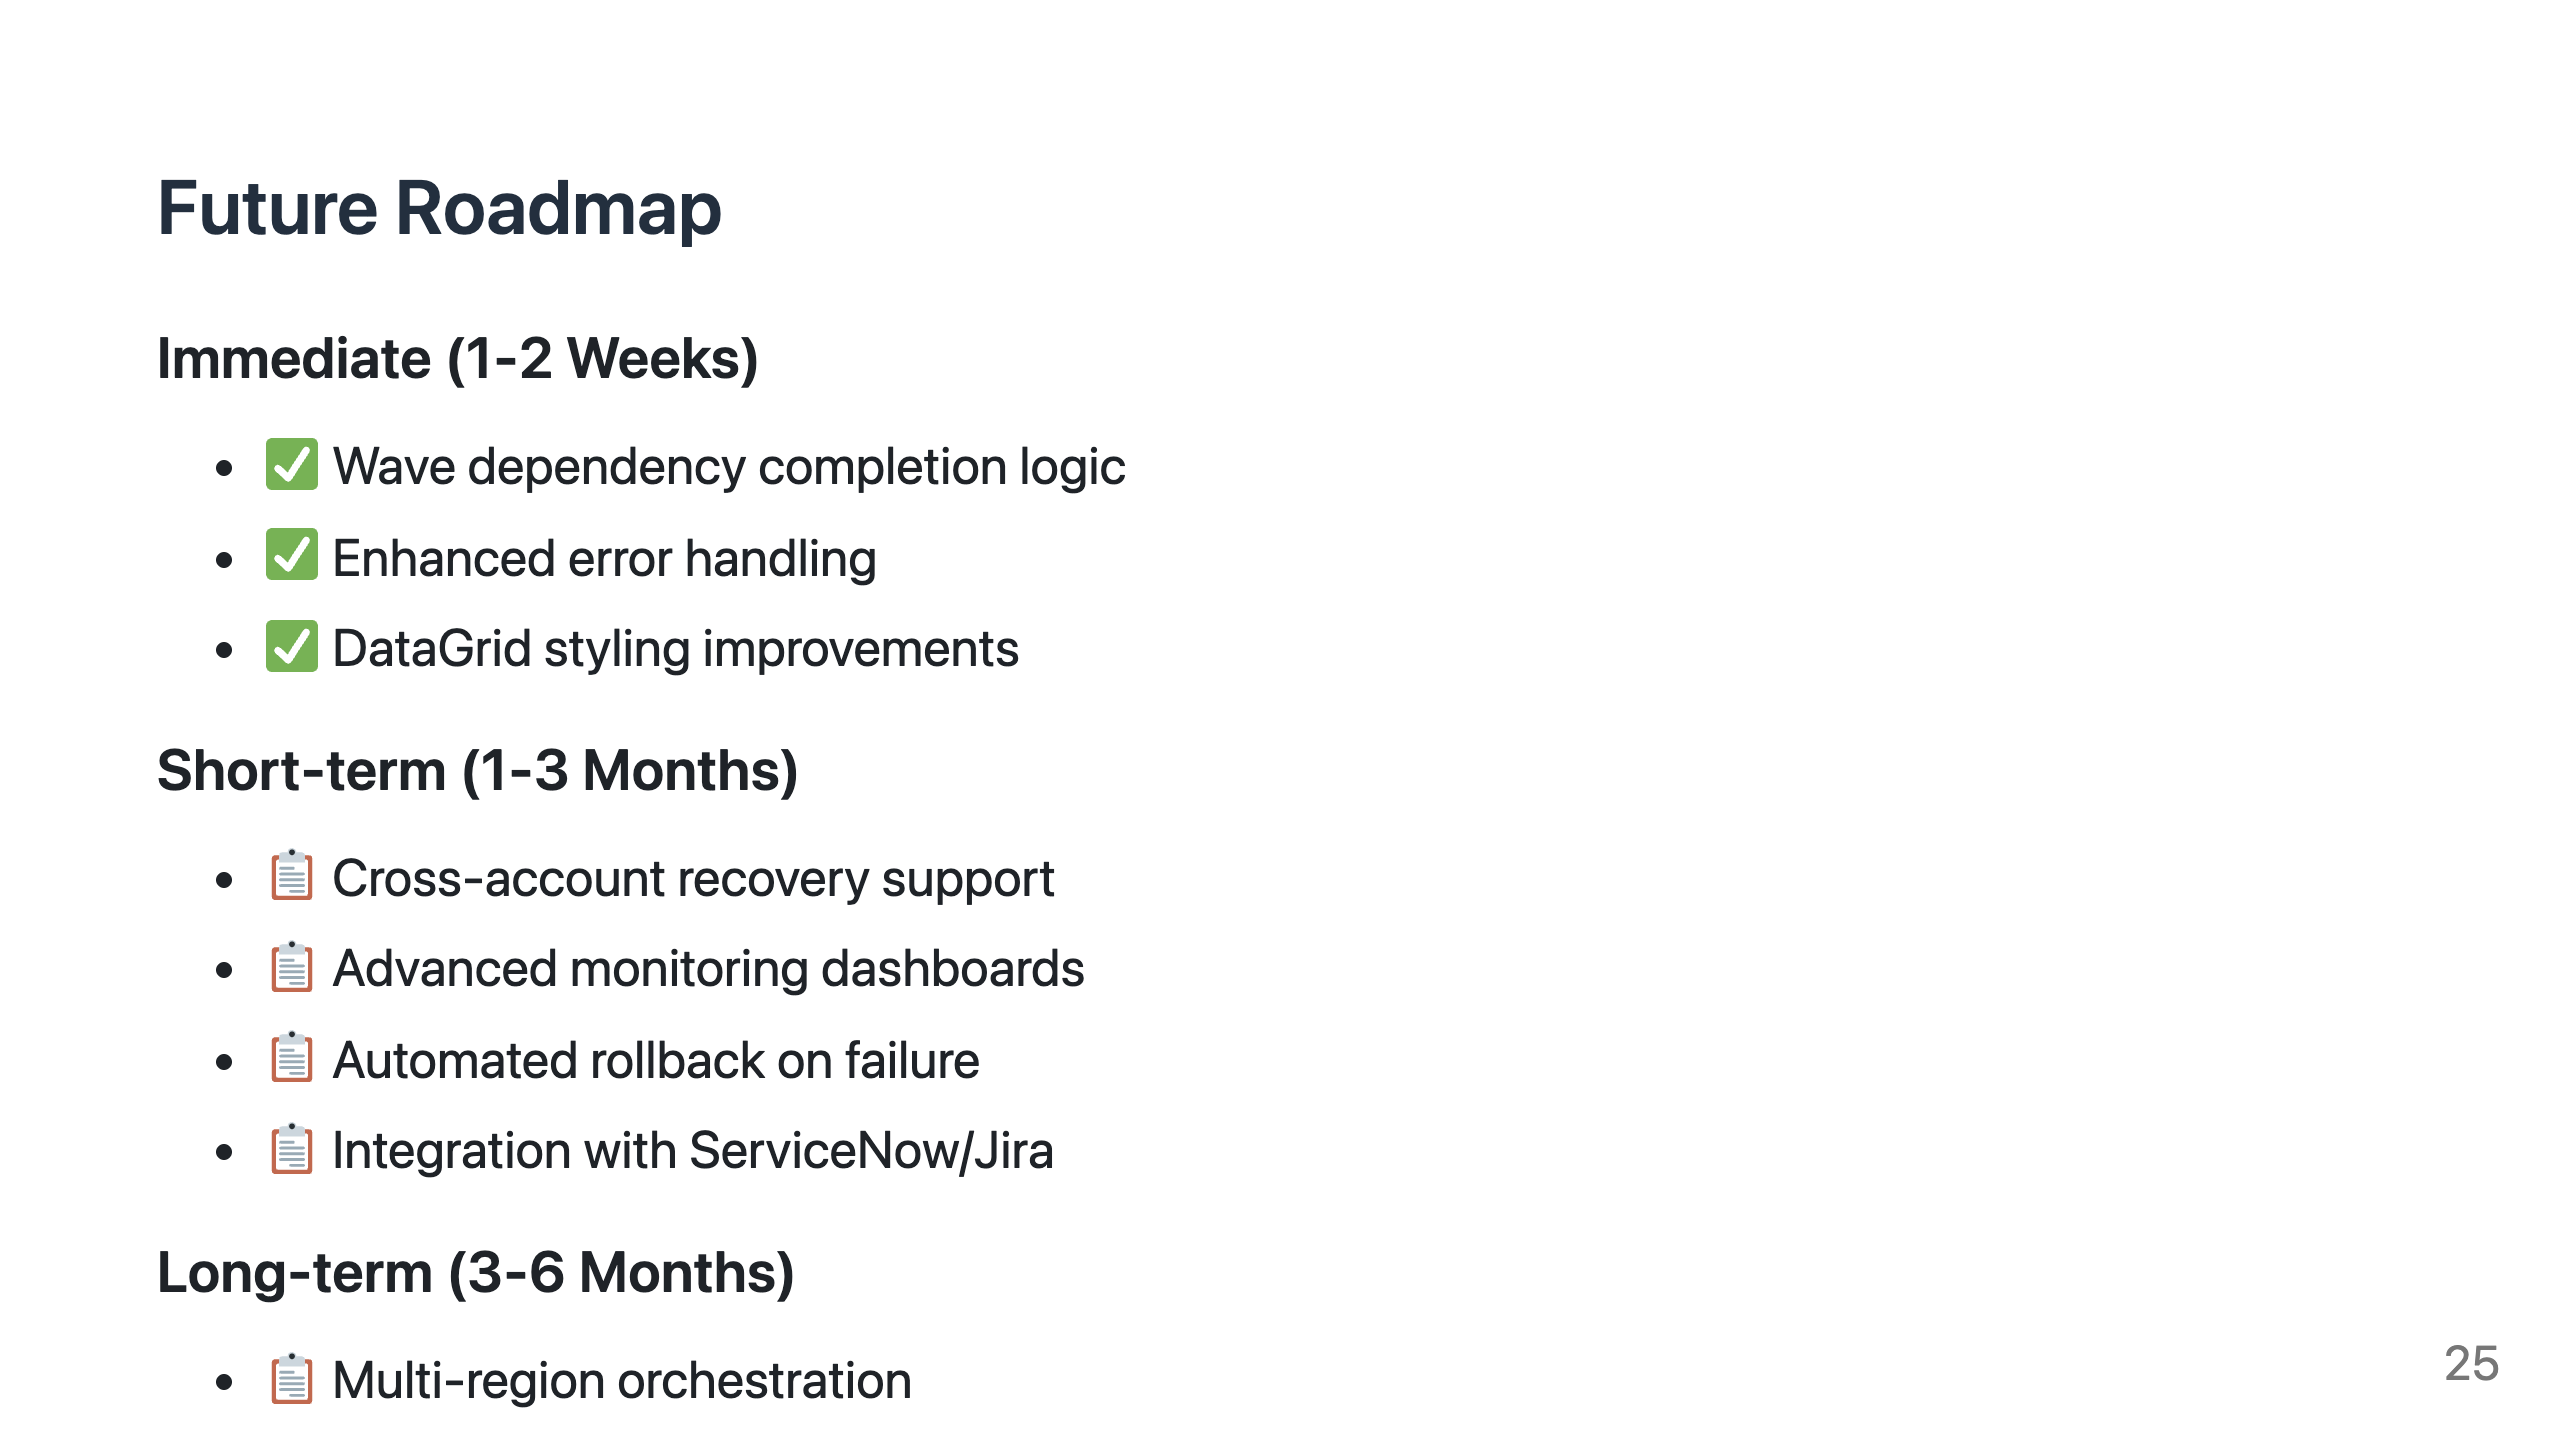 Future Roadmap
Immediate (1-2 Weeks)
• ✅ Wave dependency completion logic
• ✅ Enhanced error handling
• ✅ DataGrid styling improvements
Short-term (1-3 Months)
• 📋 Cross-account recovery support
• 📋 Advanced monitoring dashboards
• 📋 Automated rollback on failure
• 📋 Integration with ServiceNow/Jira
Long-term (3-6 Months)
• 📋 Multi-region orchestration
25